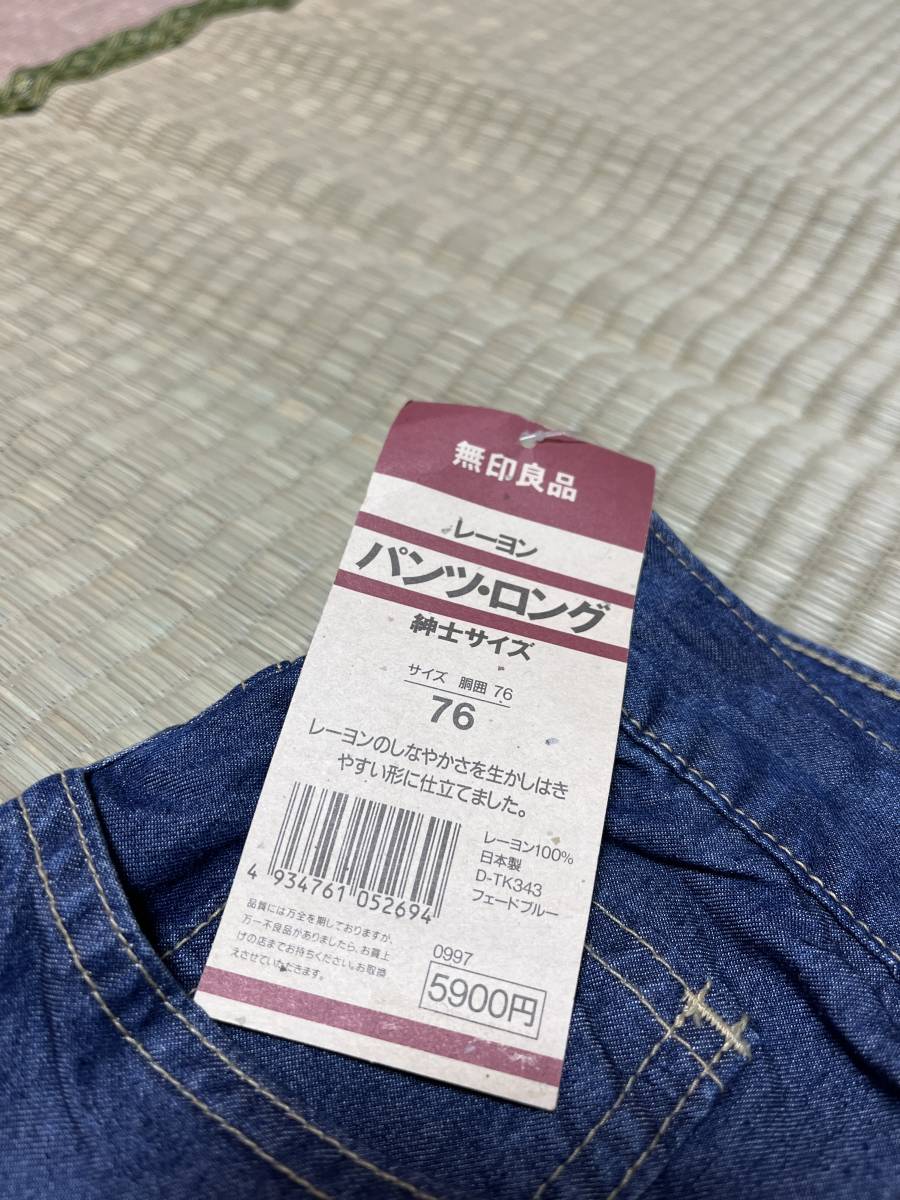 無印良品
レーヨン
パンツ・ロング
紳士サイズ
サイズ 胴囲 76
76
レーヨンのしなやかさを生かしはき
やすい形に仕立てました。
レーヨン100%
日本製
D-TK343
フェードブルー
4 934761 052694
品質には万全を期しておりますが、
万一不良品がありましたら、お買上
げの店までお持ちください。お取換
えさせていただきます。
0997
5900円